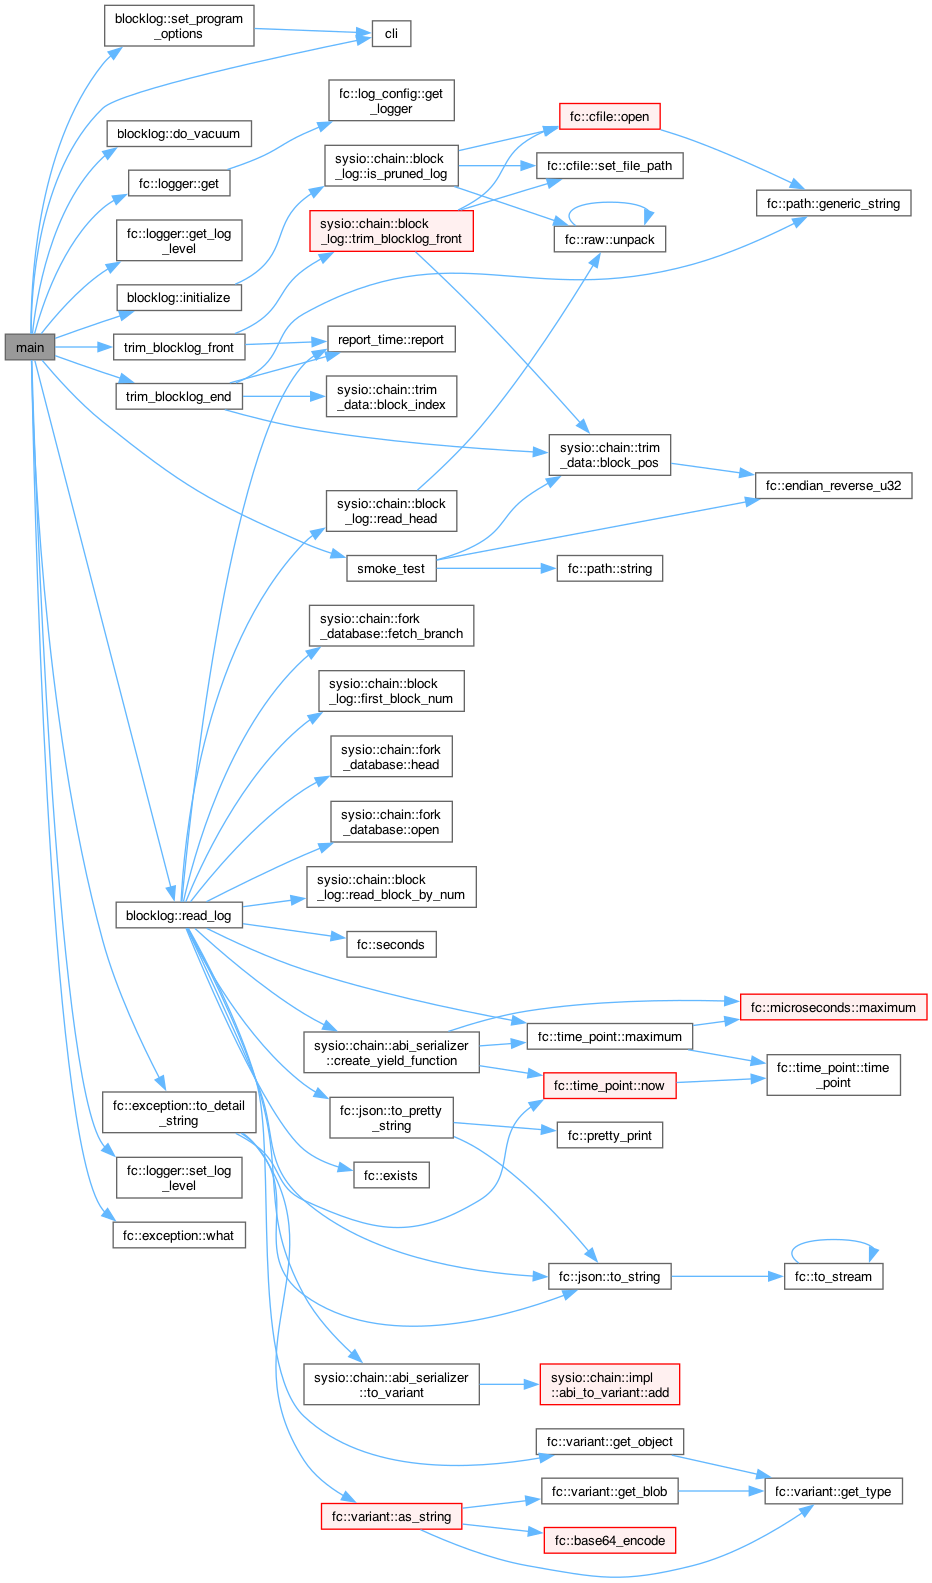 blocklog::set_program
_options
cli
fc::log_config::get
_logger
blocklog::do_vacuum
fc::cfile::open
sysio::chain::block
_log::is_pruned_log
fc::cfile::set_file_path
fc::logger::get
fc::path::generic_string
sysio::chain::block
_log::trim_blocklog_front
fc::logger::get_log
_level
fc::raw::unpack
blocklog::initialize
main
trim_blocklog_front
report_time::report
trim_blocklog_end
sysio::chain::trim
_data::block_index
sysio::chain::trim
_data::block_pos
fc::endian_reverse_u32
sysio::chain::block
_log::read_head
smoke_test
fc::path::string
sysio::chain::fork
_database::fetch_branch
sysio::chain::block
_log::first_block_num
sysio::chain::fork
_database::head
sysio::chain::fork
_database::open
sysio::chain::block
_log::read_block_by_num
blocklog::read_log
fc::seconds
fc::microseconds::maximum
sysio::chain::abi_serializer
::create_yield_function
fc::time_point::maximum
fc::time_point::time
_point
fc::time_point::now
fc::exception::to_detail
_string
fc::json::to_pretty
_string
fc::pretty_print
fc::logger::set_log
_level
fc::exists
fc::exception::what
fc::json::to_string
fc::to_stream
sysio::chain::abi_serializer
::to_variant
sysio::chain::impl
::abi_to_variant::add
fc::variant::get_object
fc::variant::get_blob
fc::variant::get_type
fc::variant::as_string
fc::base64_encode